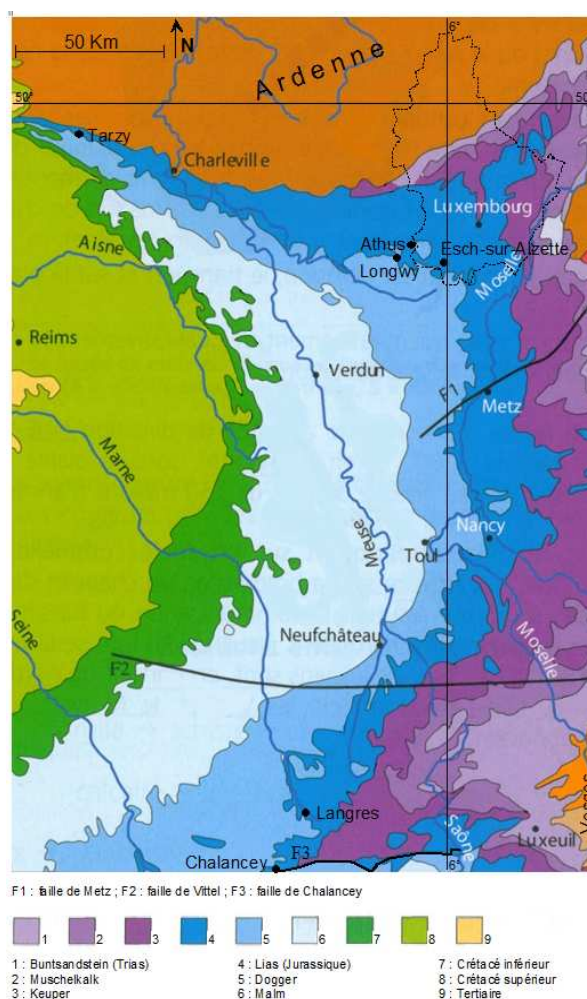 50 Km
N
6°
Ardenne
50°
50
Tarzy
Charleville
Luxembourg
Aisne
Athus
Esch-sur-Alzette
Longwy
Moselle
Reims
Verdun
F1
Metz
Marne
Meuse
Nancy
Toul
Seine
Neufchâteau
Moselle
F2
Langres
Saône
Luxeuil
Chalancey
F3
6°
F1 : faille de Metz ; F2 : faille de Vittel ; F3 : faille de Chalancey
1 2 3 4 5 6 7 8 9
1 : Buntsandstein (Trias)
2 : Muschelkalk
3 : Keuper
4 : Lias (Jurassique)
5 : Dogger
6 : Malm
7 : Crétacé inférieur
8 : Crétacé supérieur
9 : Tertiaire